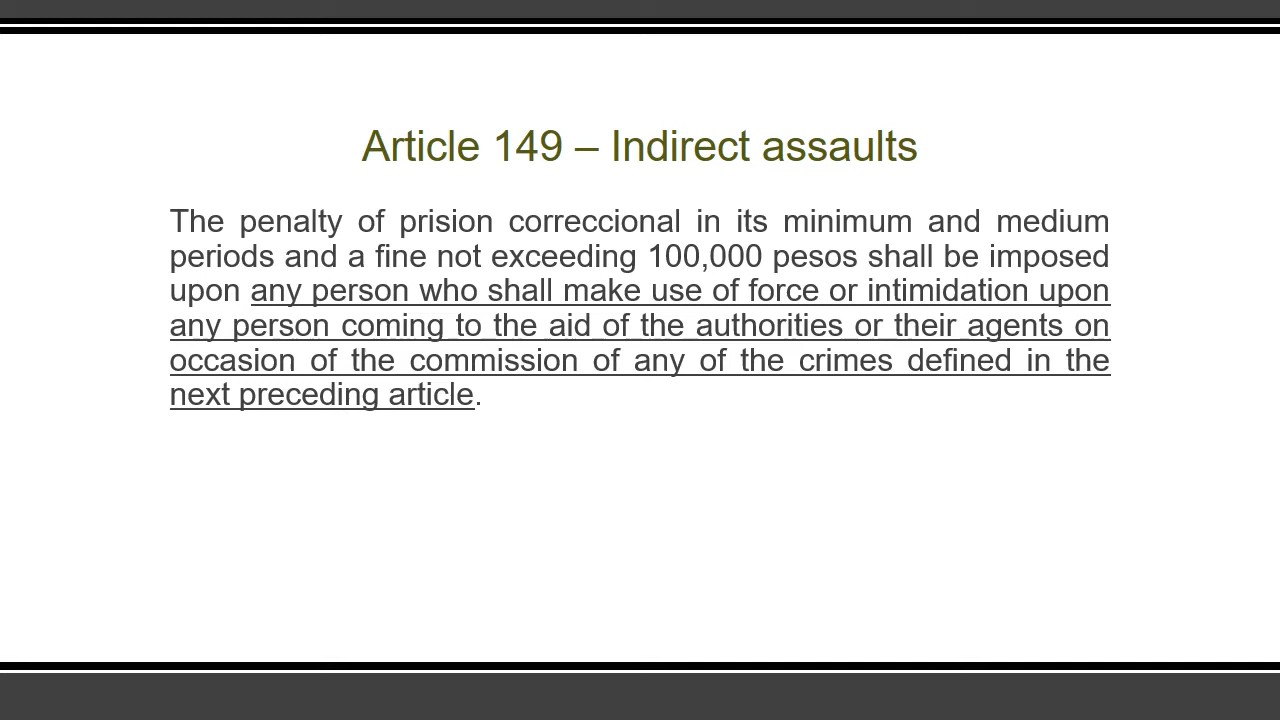 Article 149 – Indirect assaults
The penalty of prision correccional in its minimum and medium
periods and a fine not exceeding 100,000 pesos shall be imposed
upon any person who shall make use of force or intimidation upon
any person coming to the aid of the authorities or their agents on
occasion of the commission of any of the crimes defined in the
next preceding article.